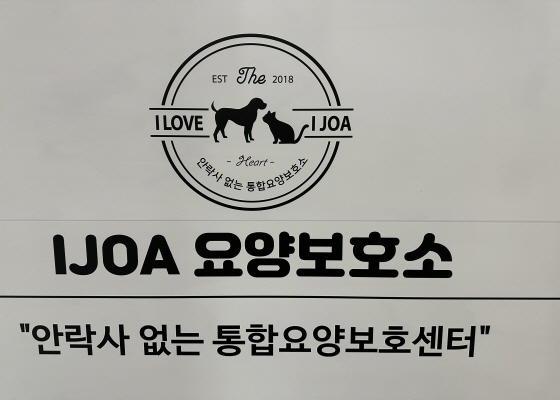 EST The 2018
I LOVE I JOA
- Heart -
안락사 없는 통합요양보호소
IJOA 요양보호소
"안락사 없는 통합요양보호센터"